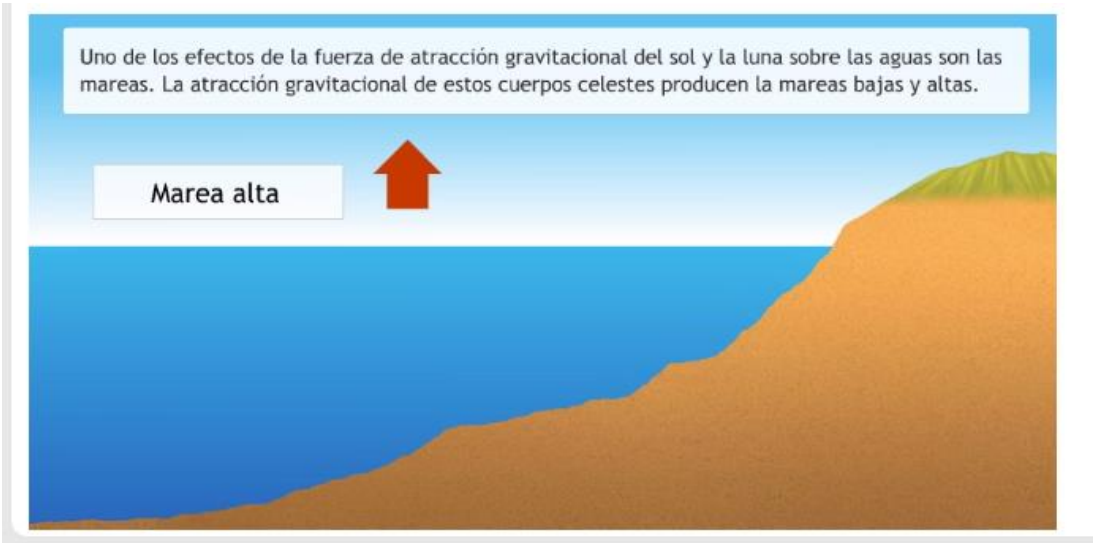 Uno de los efectos de la fuerza de atracción gravitacional del sol y la luna sobre las aguas son las
mareas. La atracción gravitacional de estos cuerpos celestes producen la mareas bajas y altas.
Marea alta